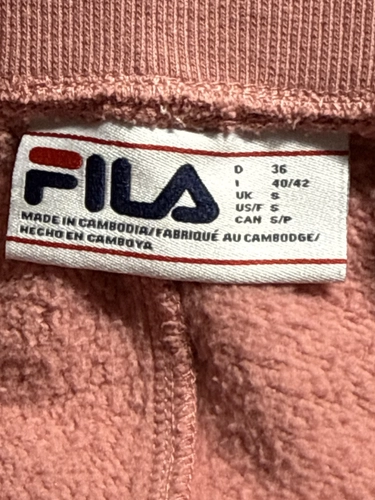 FILA
D 36
I 40/42
UK S
US/F S
CAN S/P
MADE IN CAMBODIA/FABRIQUÉ AU CAMBODGE/
HECHO EN CAMBOYA